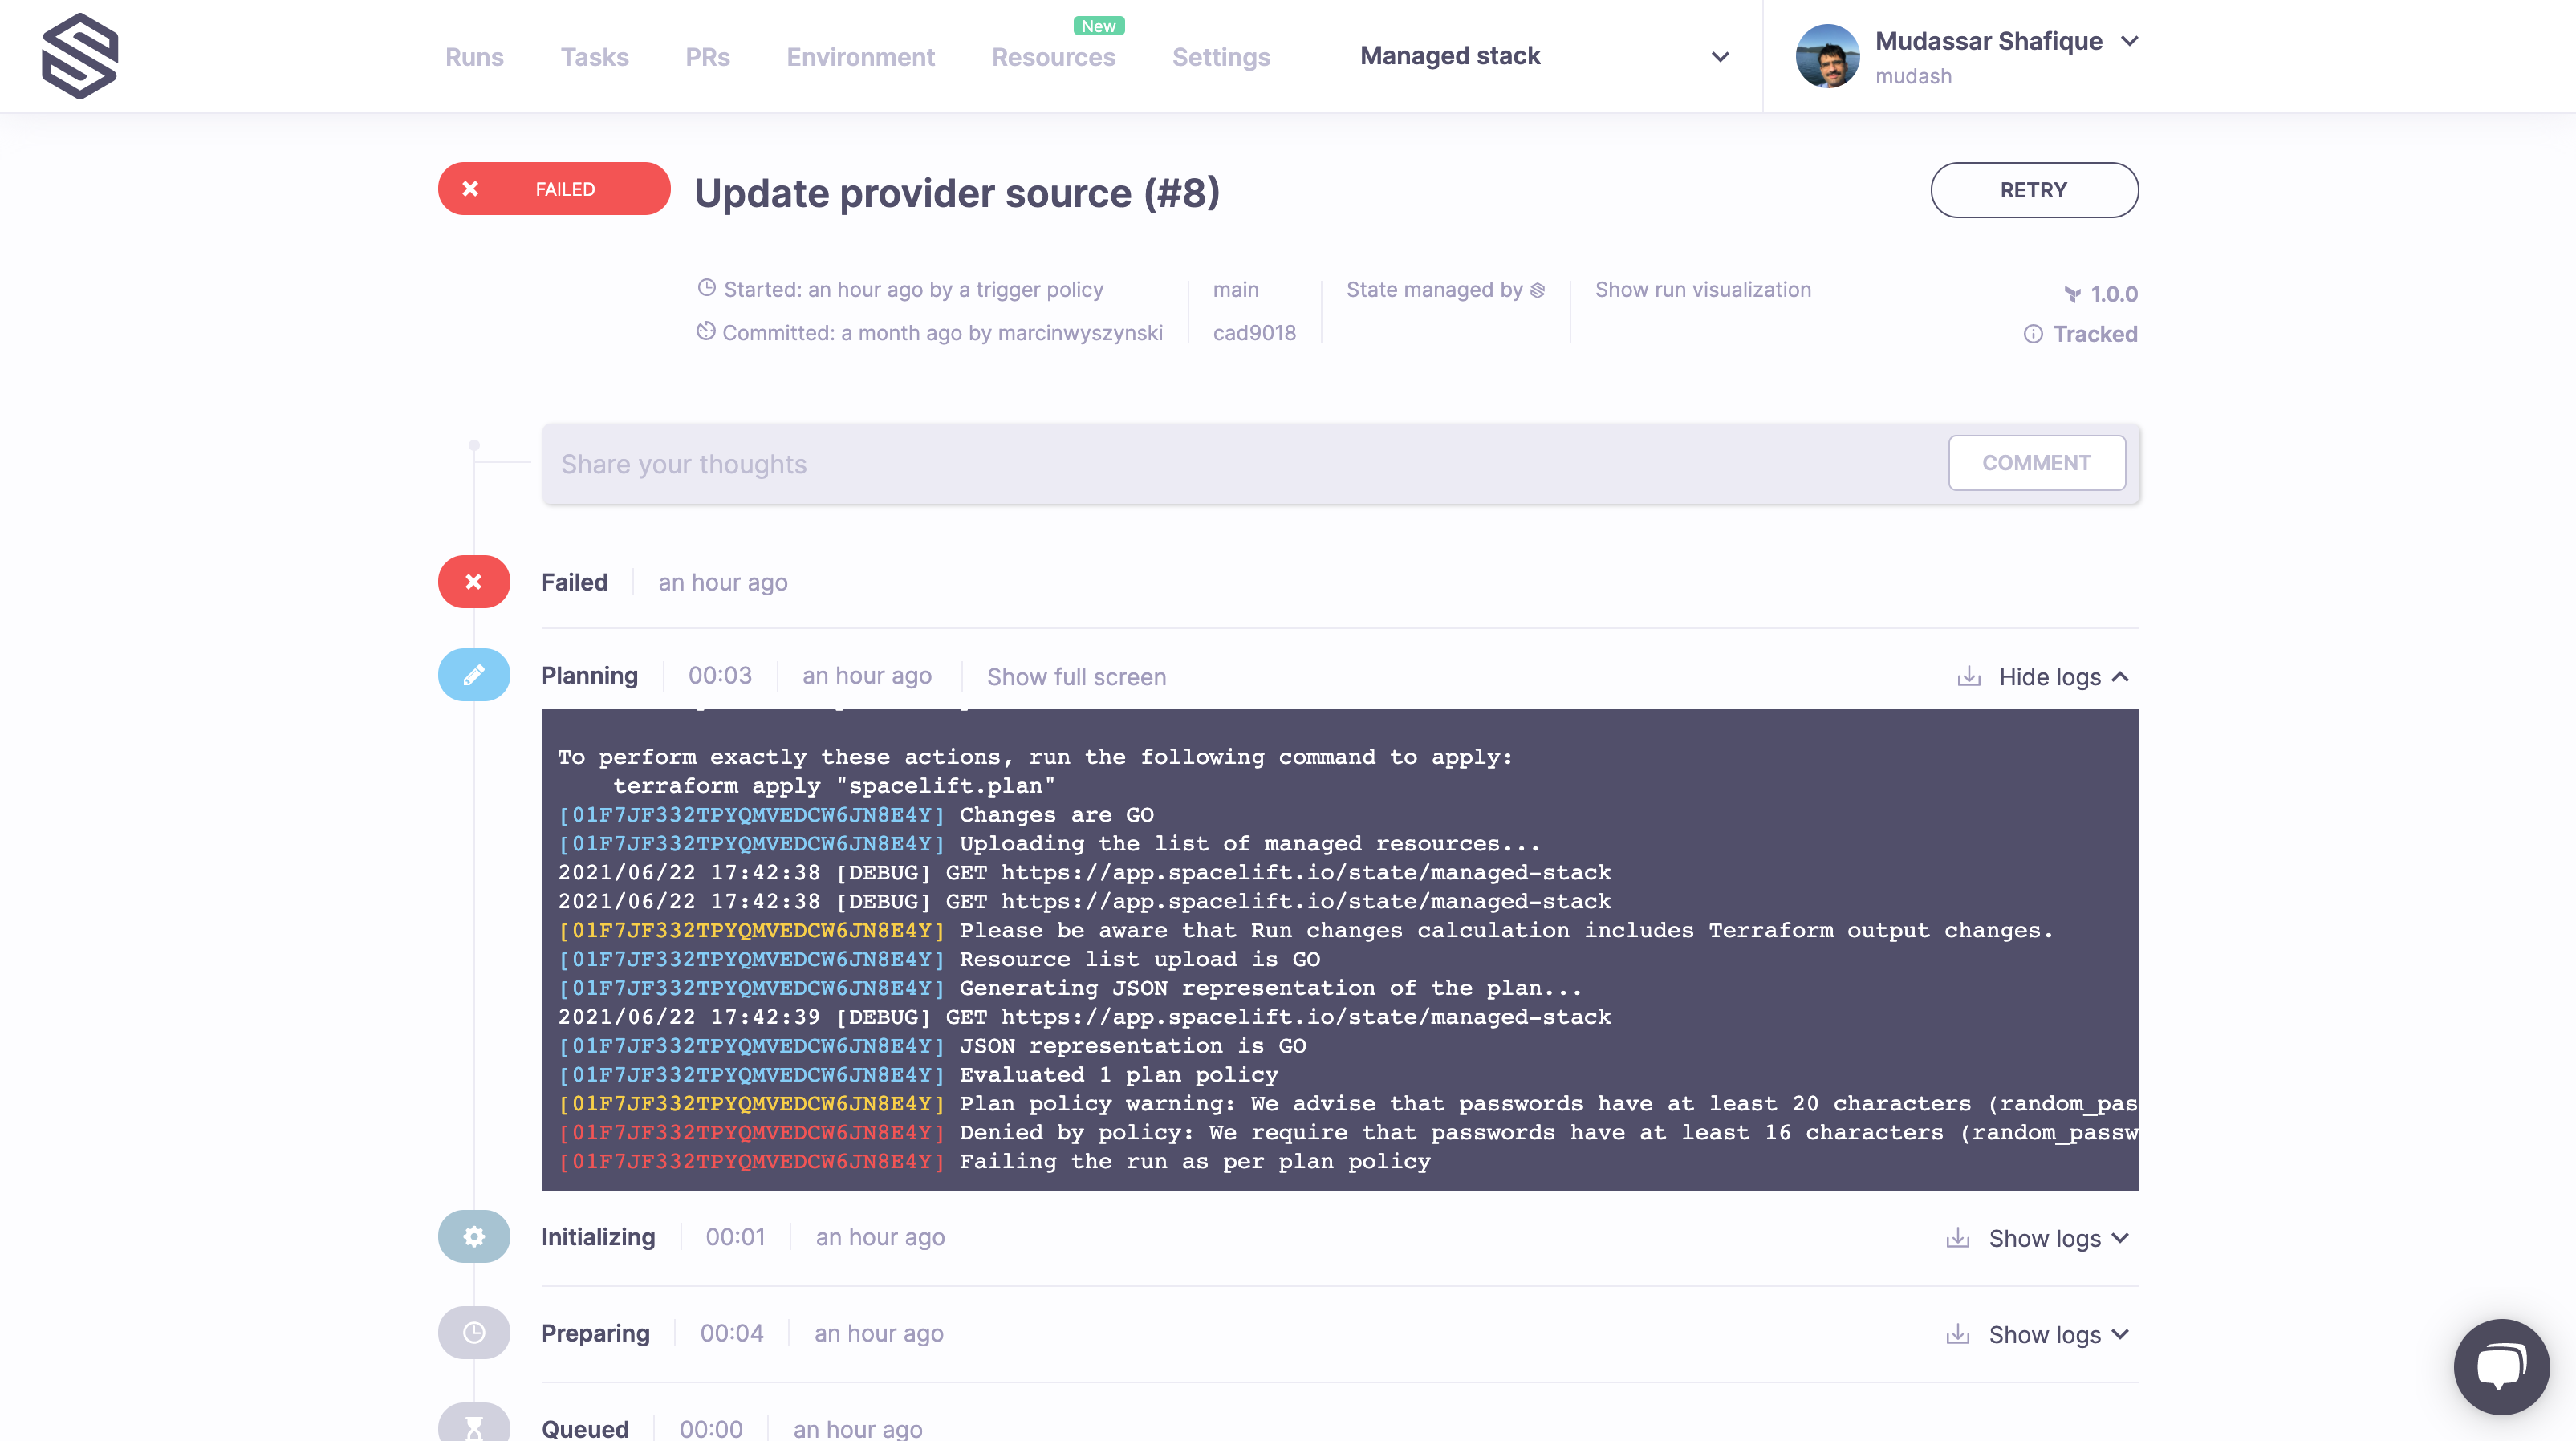 New
Runs Tasks PRs Environment Resources Settings Managed stack Mudassar Shafique
mudash
FAILED Update provider source (#8) RETRY
Started: an hour ago by a trigger policy main State managed by Show run visualization 1.0.0
Committed: a month ago by marcinwyszynski cad9018 Tracked
Share your thoughts COMMENT
Failed an hour ago
Planning 00:03 an hour ago Show full screen Hide logs
To perform exactly these actions, run the following command to apply:
terraform apply "spacelift.plan"
[01F7JF332TPYQMVEDCW6JN8E4Y] Changes are GO
[01F7JF332TPYQMVEDCW6JN8E4Y] Uploading the list of managed resources...
2021/06/22 17:42:38 [DEBUG] GET https://app.spacelift.io/state/managed-stack
2021/06/22 17:42:38 [DEBUG] GET https://app.spacelift.io/state/managed-stack
[01F7JF332TPYQMVEDCW6JN8E4Y] Please be aware that Run changes calculation includes Terraform output changes.
[01F7JF332TPYQMVEDCW6JN8E4Y] Resource list upload is GO
[01F7JF332TPYQMVEDCW6JN8E4Y] Generating JSON representation of the plan...
2021/06/22 17:42:39 [DEBUG] GET https://app.spacelift.io/state/managed-stack
[01F7JF332TPYQMVEDCW6JN8E4Y] JSON representation is GO
[01F7JF332TPYQMVEDCW6JN8E4Y] Evaluated 1 plan policy
[01F7JF332TPYQMVEDCW6JN8E4Y] Plan policy warning: We advise that passwords have at least 20 characters (random_pas
[01F7JF332TPYQMVEDCW6JN8E4Y] Denied by policy: We require that passwords have at least 16 characters (random_passw
[01F7JF332TPYQMVEDCW6JN8E4Y] Failing the run as per plan policy
Initializing 00:01 an hour ago Show logs
Preparing 00:04 an hour ago Show logs
Queued 00:00 an hour ago